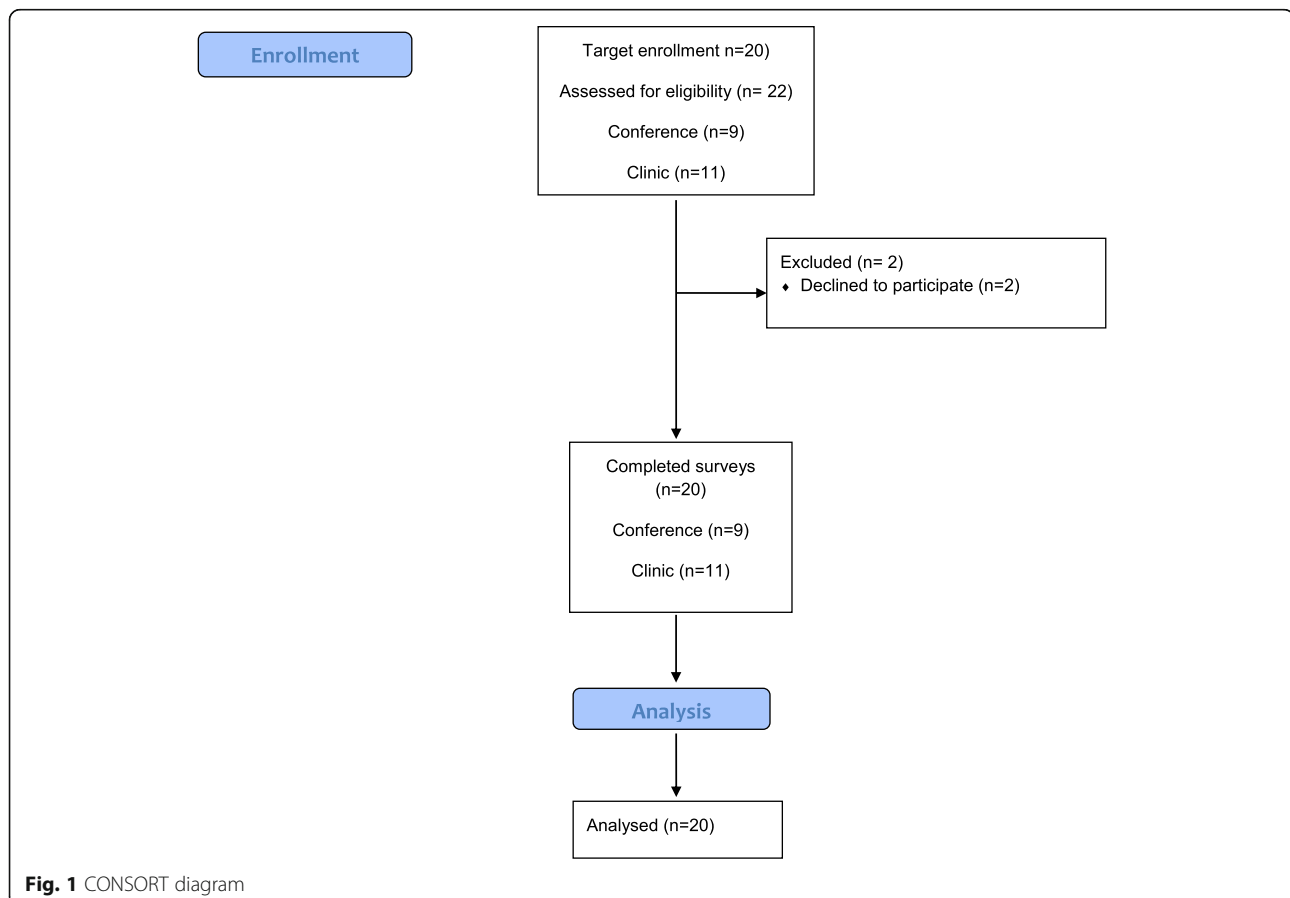 Enrollment
Target enrollment n=20)
Assessed for eligibility (n= 22)
Conference (n=9)
Clinic (n=11)
Excluded (n= 2)
♦ Declined to participate (n=2)
Completed surveys
(n=20)
Conference (n=9)
Clinic (n=11)
Analysis
Analysed (n=20)
Fig. 1 CONSORT diagram